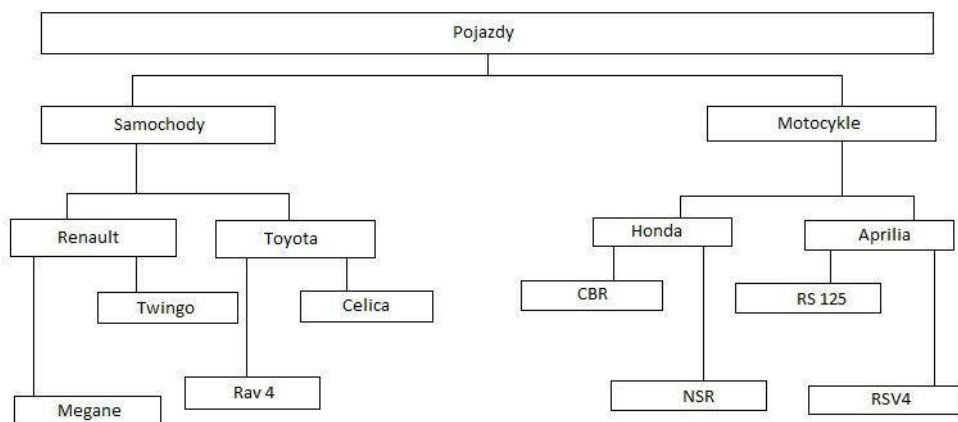 Pojazdy
Samochody
Motocykle
Renault
Toyota
Honda
Aprilia
Twingo
Celica
CBR
RS 125
Megane
Rav 4
NSR
RSV4